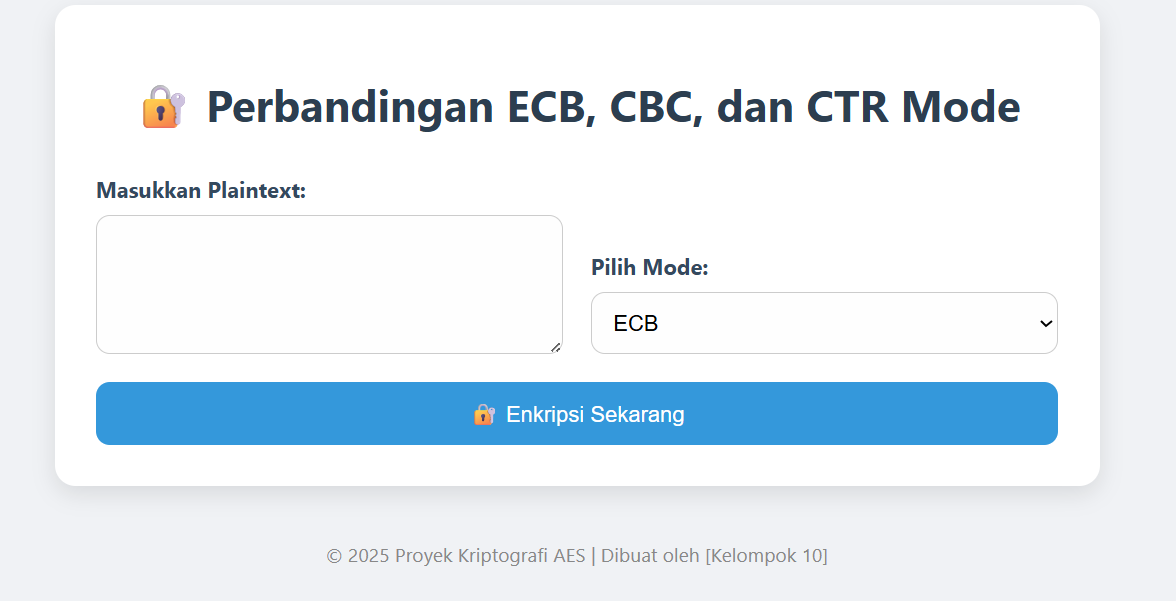 🔐 Perbandingan ECB, CBC, dan CTR Mode
Masukkan Plaintext:
Pilih Mode:
ECB
🔐 Enkripsi Sekarang
© 2025 Proyek Kriptografi AES | Dibuat oleh [Kelompok 10]